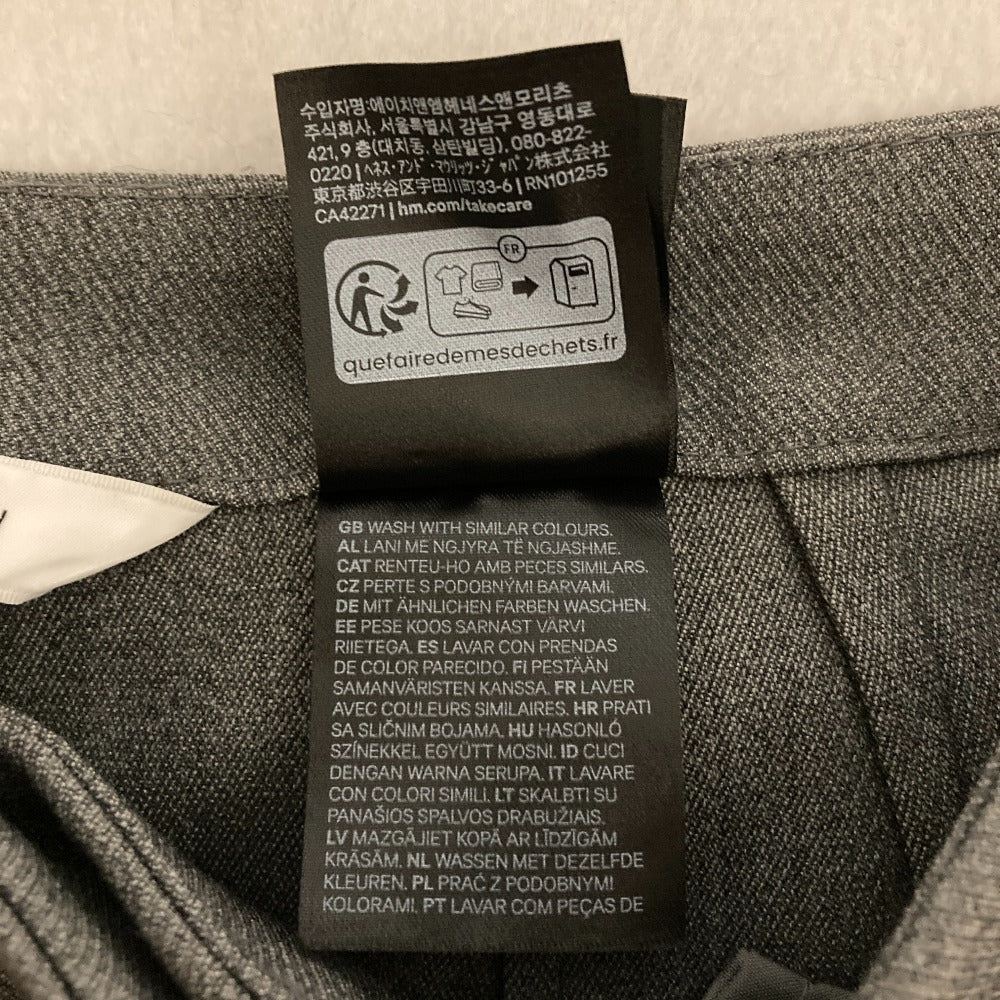 수입자명:에이치앤엠헤네스앤모리츠
주식회사, 서울특별시 강남구 영동대로
421, 9 층(대치동. 삼탄빌딩), 080-822-
0220 | ヘネス・アンド・マウリッツ・ジャパン株式会社
東京都渋谷区宇田川町33-6 | RN101255
CA42271 | hm.com/takecare
FR
quefairedemesdechets.fr
GB WASH WITH SIMILAR COLOURS.
AL LANI ME NGJYRA TË NGJASHME.
CAT RENTEU-HO AMB PECES SIMILARS.
CZ PERTE S PODOBNÝMI BARVAMI.
DE MIT ÄHNLICHEN FARBEN WASCHEN.
EE PESE KOOS SARNAST VÄRVI
RIIETEGA. ES LAVAR CON PRENDAS
DE COLOR PARECIDO. FI PESTÄÄN
SAMANVÄRISTEN KANSSA. FR LAVER
AVEC COULEURS SIMILAIRES. HR PRATI
SA SLIČNIM BOJAMA. HU HASONLÓ
SZÍNEKKEL EGYÜTT MOSNI. ID CUCI
DENGAN WARNA SERUPA. IT LAVARE
CON COLORI SIMILI. LT SKALBTI SU
PANAŠIOS SPALVOS DRABUŽIAIS.
LV MAZGĀJIET KOPĀ AR LĪDZĪGĀM
KRĀSĀM. NL WASSEN MET DEZELFDE
KLEUREN. PL PRAĆ Z PODOBNYMI
KOLORAMI. PT LAVAR COM PEÇAS DE